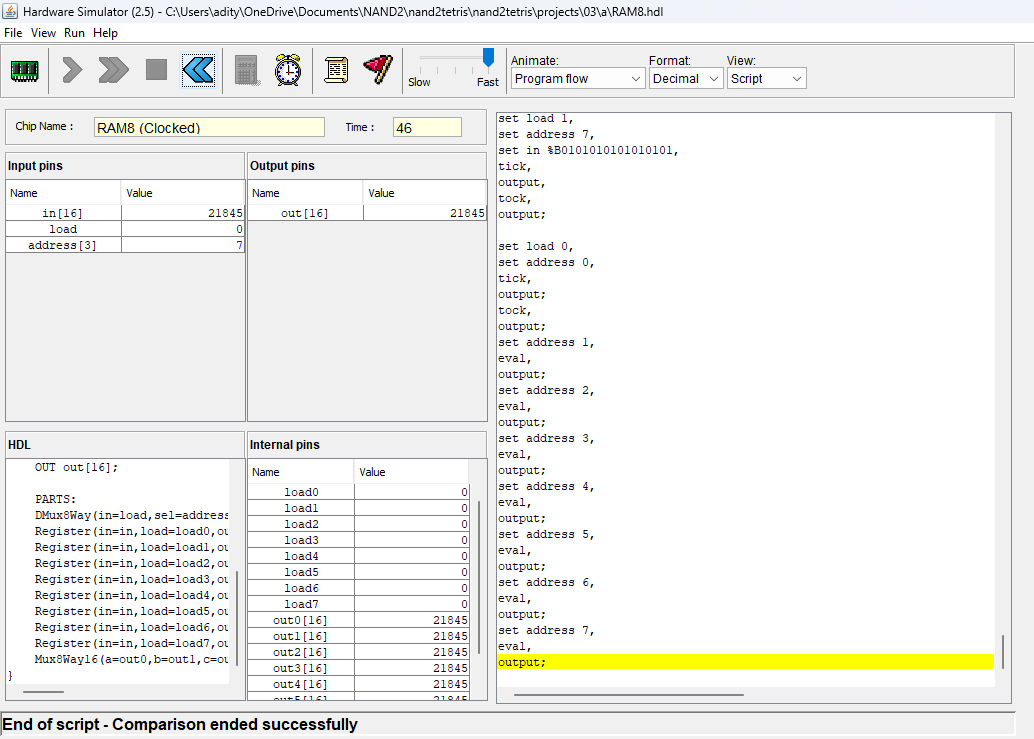 Hardware Simulator (2.5) - C:\Users\adity\OneDrive\Documents\NAND2\nand2tetris\nand2tetris\projects\03\a\RAM8.hdl
File View Run Help
Slow Fast
Animate: Format: View:
Program flow Decimal Script
Chip Name : RAM8 (Clocked) Time : 46
Input pins
Name Value
in[16] 21845
load 0
address[3] 7
Output pins
Name Value
out[16] 21845
HDL
OUT out[16];
PARTS:
DMux8Way(in=load,sel=address
Register(in=in,load=load0,ou
Register(in=in,load=load1,ou
Register(in=in,load=load2,ou
Register(in=in,load=load3,ou
Register(in=in,load=load4,ou
Register(in=in,load=load5,ou
Register(in=in,load=load6,ou
Register(in=in,load=load7,ou
Mux8Way16(a=out0,b=out1,c=ou
}
Internal pins
Name Value
load0 0
load1 0
load2 0
load3 0
load4 0
load5 0
load6 0
load7 0
out0[16] 21845
out1[16] 21845
out2[16] 21845
out3[16] 21845
out4[16] 21845
out5[16] 21845
set load 1,
set address 7,
set in %B0101010101010101,
tick,
output,
tock,
output;
set load 0,
set address 0,
tick,
output;
tock,
output;
set address 1,
eval,
output;
set address 2,
eval,
output;
set address 3,
eval,
output;
set address 4,
eval,
output;
set address 5,
eval,
output;
set address 6,
eval,
output;
set address 7,
eval,
output;
End of script - Comparison ended successfully